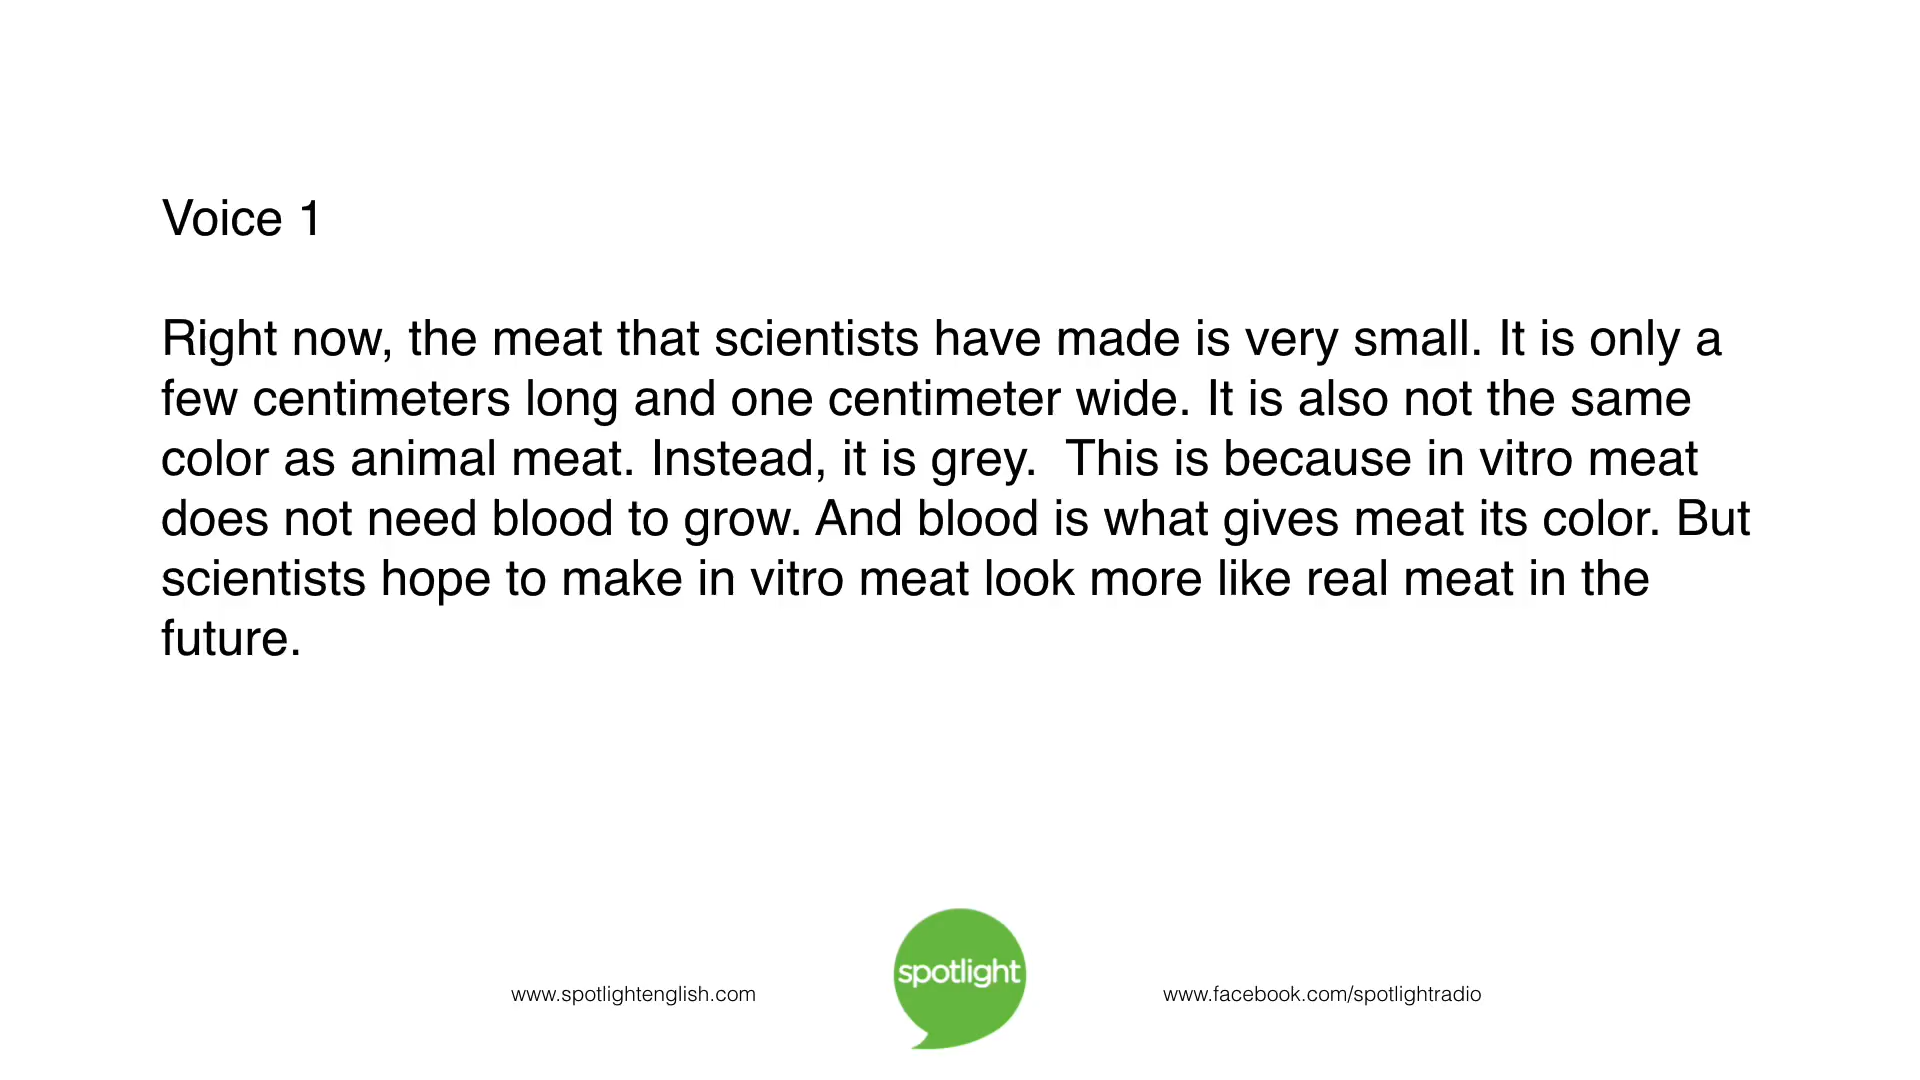 Voice 1
Right now, the meat that scientists have made is very small. It is only a
few centimeters long and one centimeter wide. It is also not the same
color as animal meat. Instead, it is grey.  This is because in vitro meat
does not need blood to grow. And blood is what gives meat its color. But
scientists hope to make in vitro meat look more like real meat in the
future.
spotlight
www.spotlightenglish.com
www.facebook.com/spotlightradio